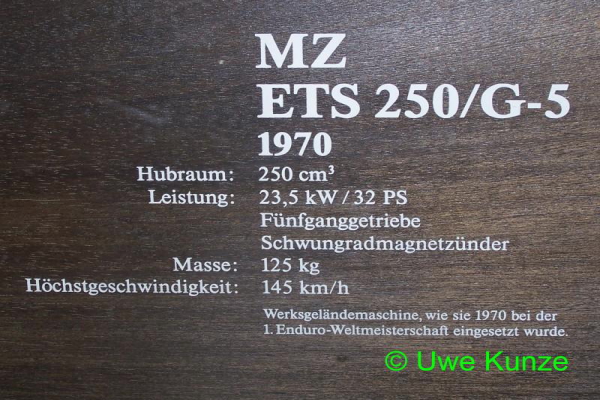 MZ
ETS 250/G-5
1970
Hubraum: 250 cm³
Leistung: 23,5 kW / 32 PS
Fünfganggetriebe
Schwungradmagnetzünder
Masse: 125 kg
Höchstgeschwindigkeit: 145 km/h
Werksgeländemaschine, wie sie 1970 bei der
1. Enduro-Weltmeisterschaft eingesetzt wurde.
© Uwe Kunze